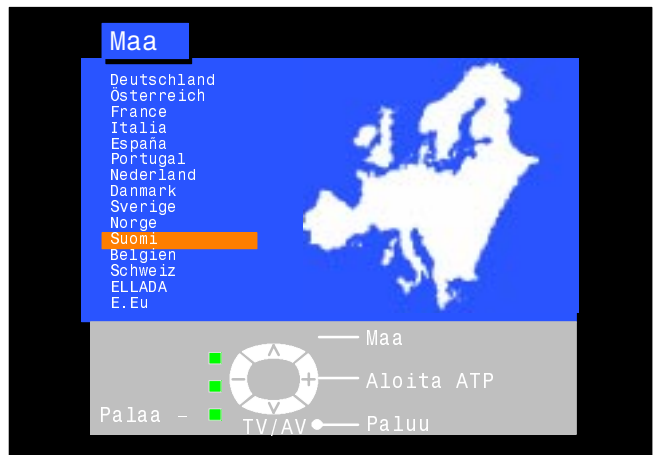 Maa
Deutschland
Österreich
France
Italia
España
Portugal
Nederland
Danmark
Sverige
Norge
Suomi
Belgien
Schweiz
ELLADA
E.Eu
Maa
Aloita ATP
Palaa -
TV/AV
Paluu